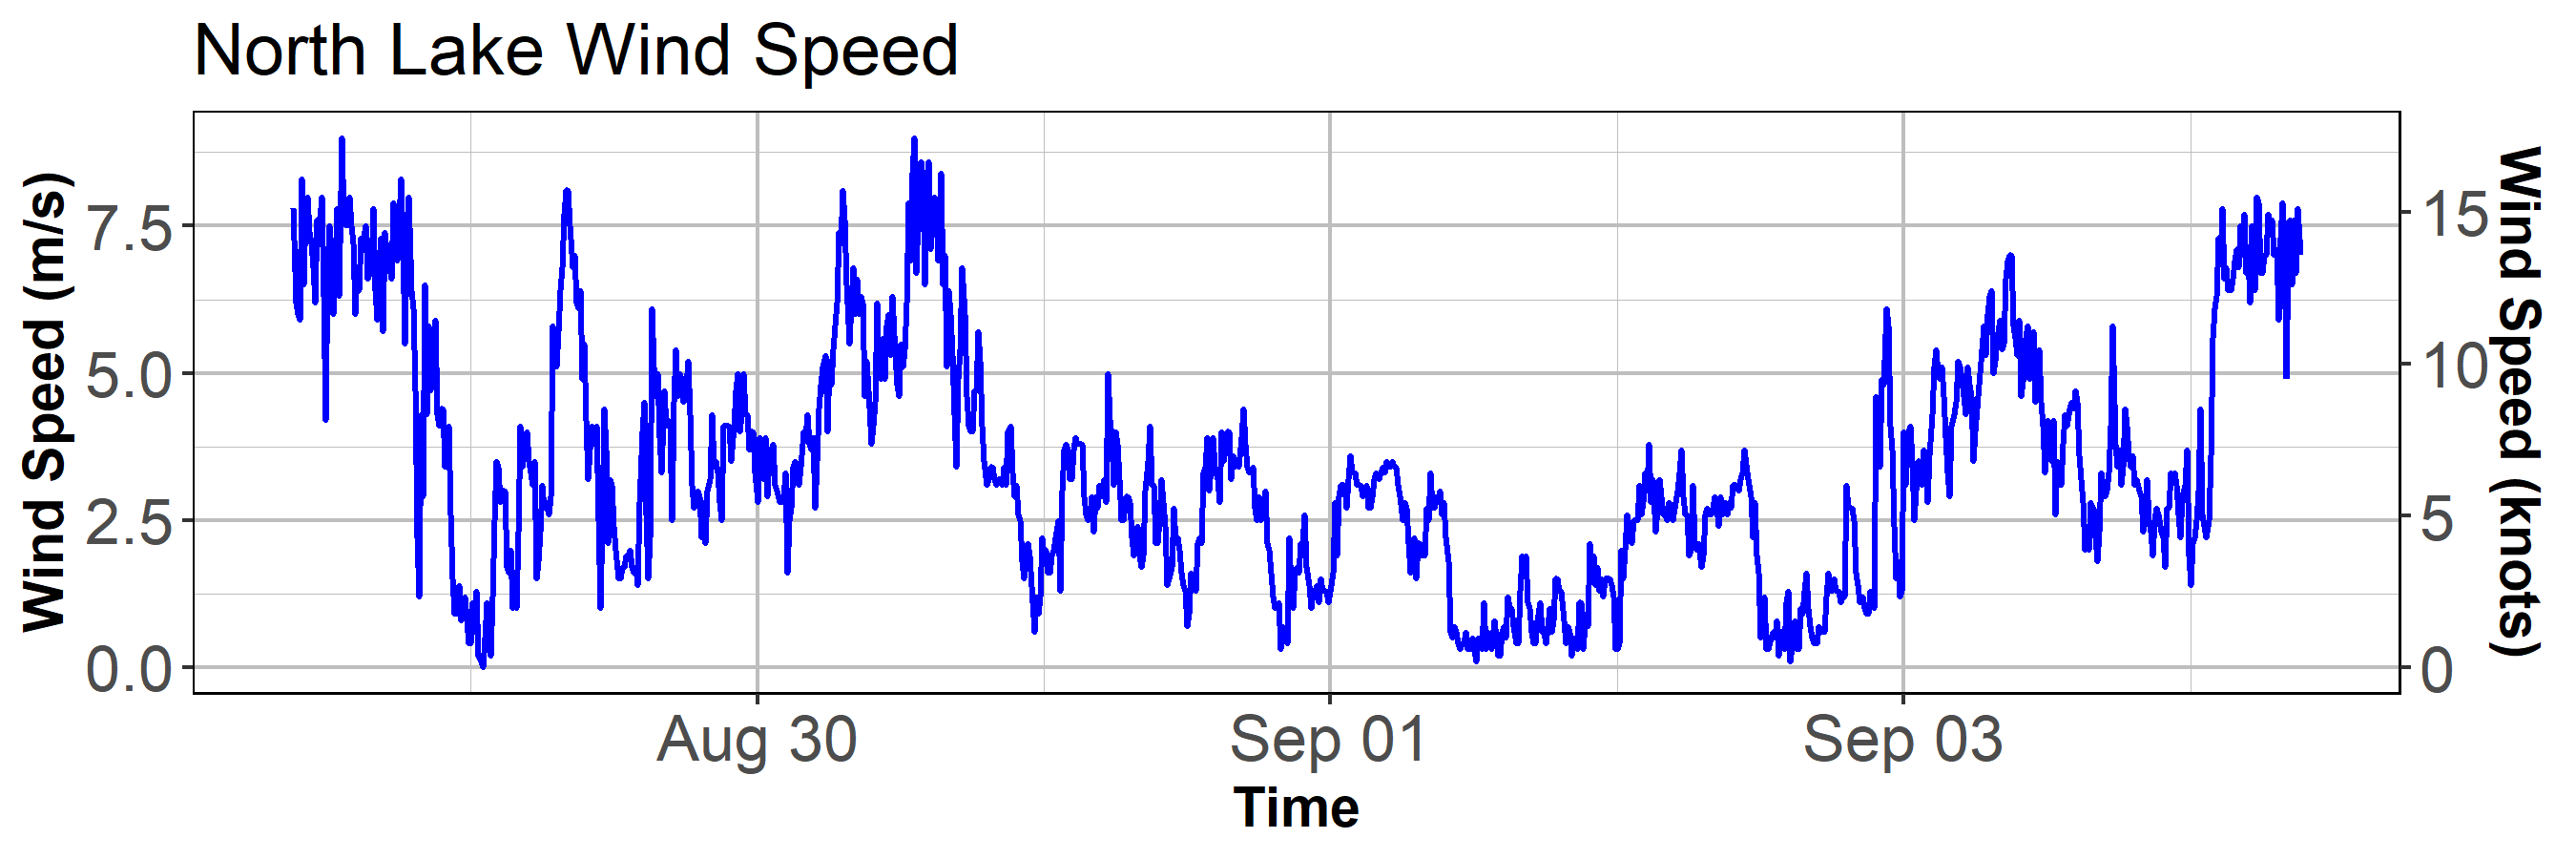 North Lake Wind Speed
Wind Speed (m/s)
7.5
5.0
2.5
0.0
15
10
5
0
Wind Speed (knots)
Aug 30
Sep 01
Sep 03
Time